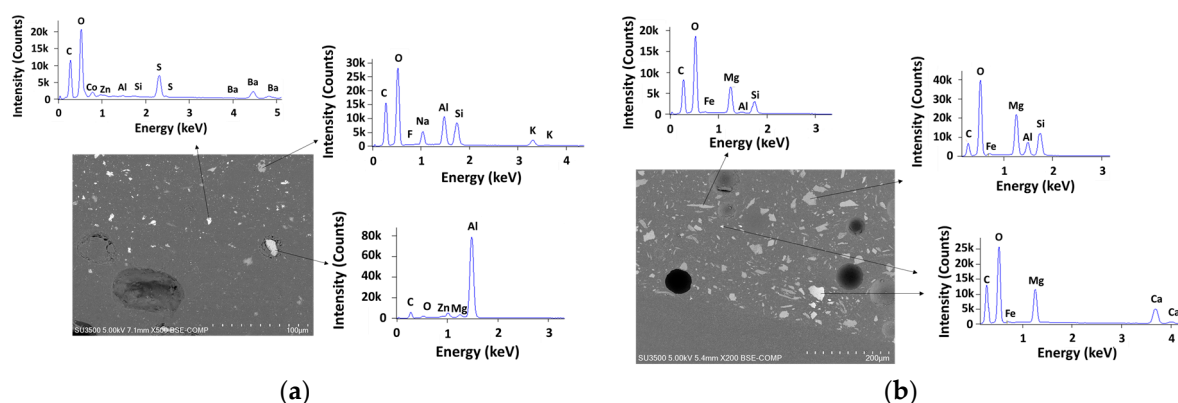 20k
15k
10k
5k
0
Intensity (Counts)
C
O
Co
Zn
Al
Si
S
S
Ba
Ba
Ba
0 1 2 3 4 5
Energy (keV)
30k
25k
20k
15k
10k
5k
0
Intensity (Counts)
C
O
F
Na
Al
Si
K
K
0 1 2 3 4
Energy (keV)
80k
60k
40k
20k
0
Intensity (Counts)
C
O
Zn
Mg
Al
0 1 2 3
Energy (keV)
SU3500 5.00kV 7.1mm X500 BSE-COMP 100µm
(a)
20k
15k
10k
5k
0
Intensity (Counts)
C
O
Fe
Mg
Al
Si
0 1 2 3
Energy (keV)
40k
30k
20k
10k
0
Intensity (Counts)
C
O
Fe
Mg
Al
Si
1 2 3
Energy (keV)
25k
20k
15k
10k
5k
0
Intensity (Counts)
C
O
Fe
Mg
Ca
Ca
1 2 3 4
Energy (keV)
SU3500 5.00kV 5.4mm X200 BSE-COMP 200µm
(b)